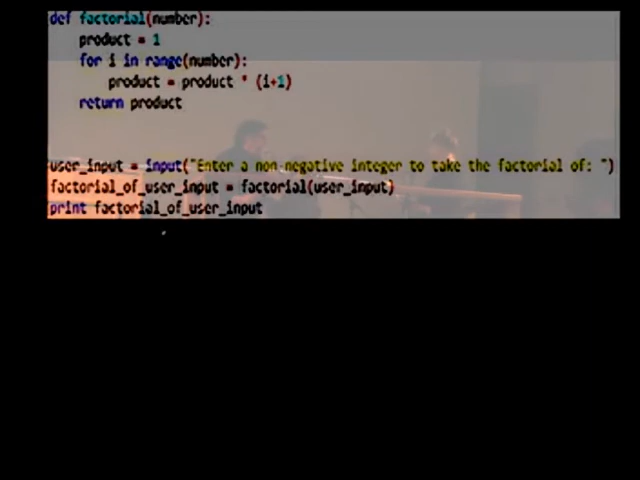 def factorial(number):
product = 1
for i in range(number):
product = product * (i+1)
return product
user_input = input("Enter a non-negative integer to take the factorial of: ")
factorial_of_user_input = factorial(user_input)
print factorial_of_user_input